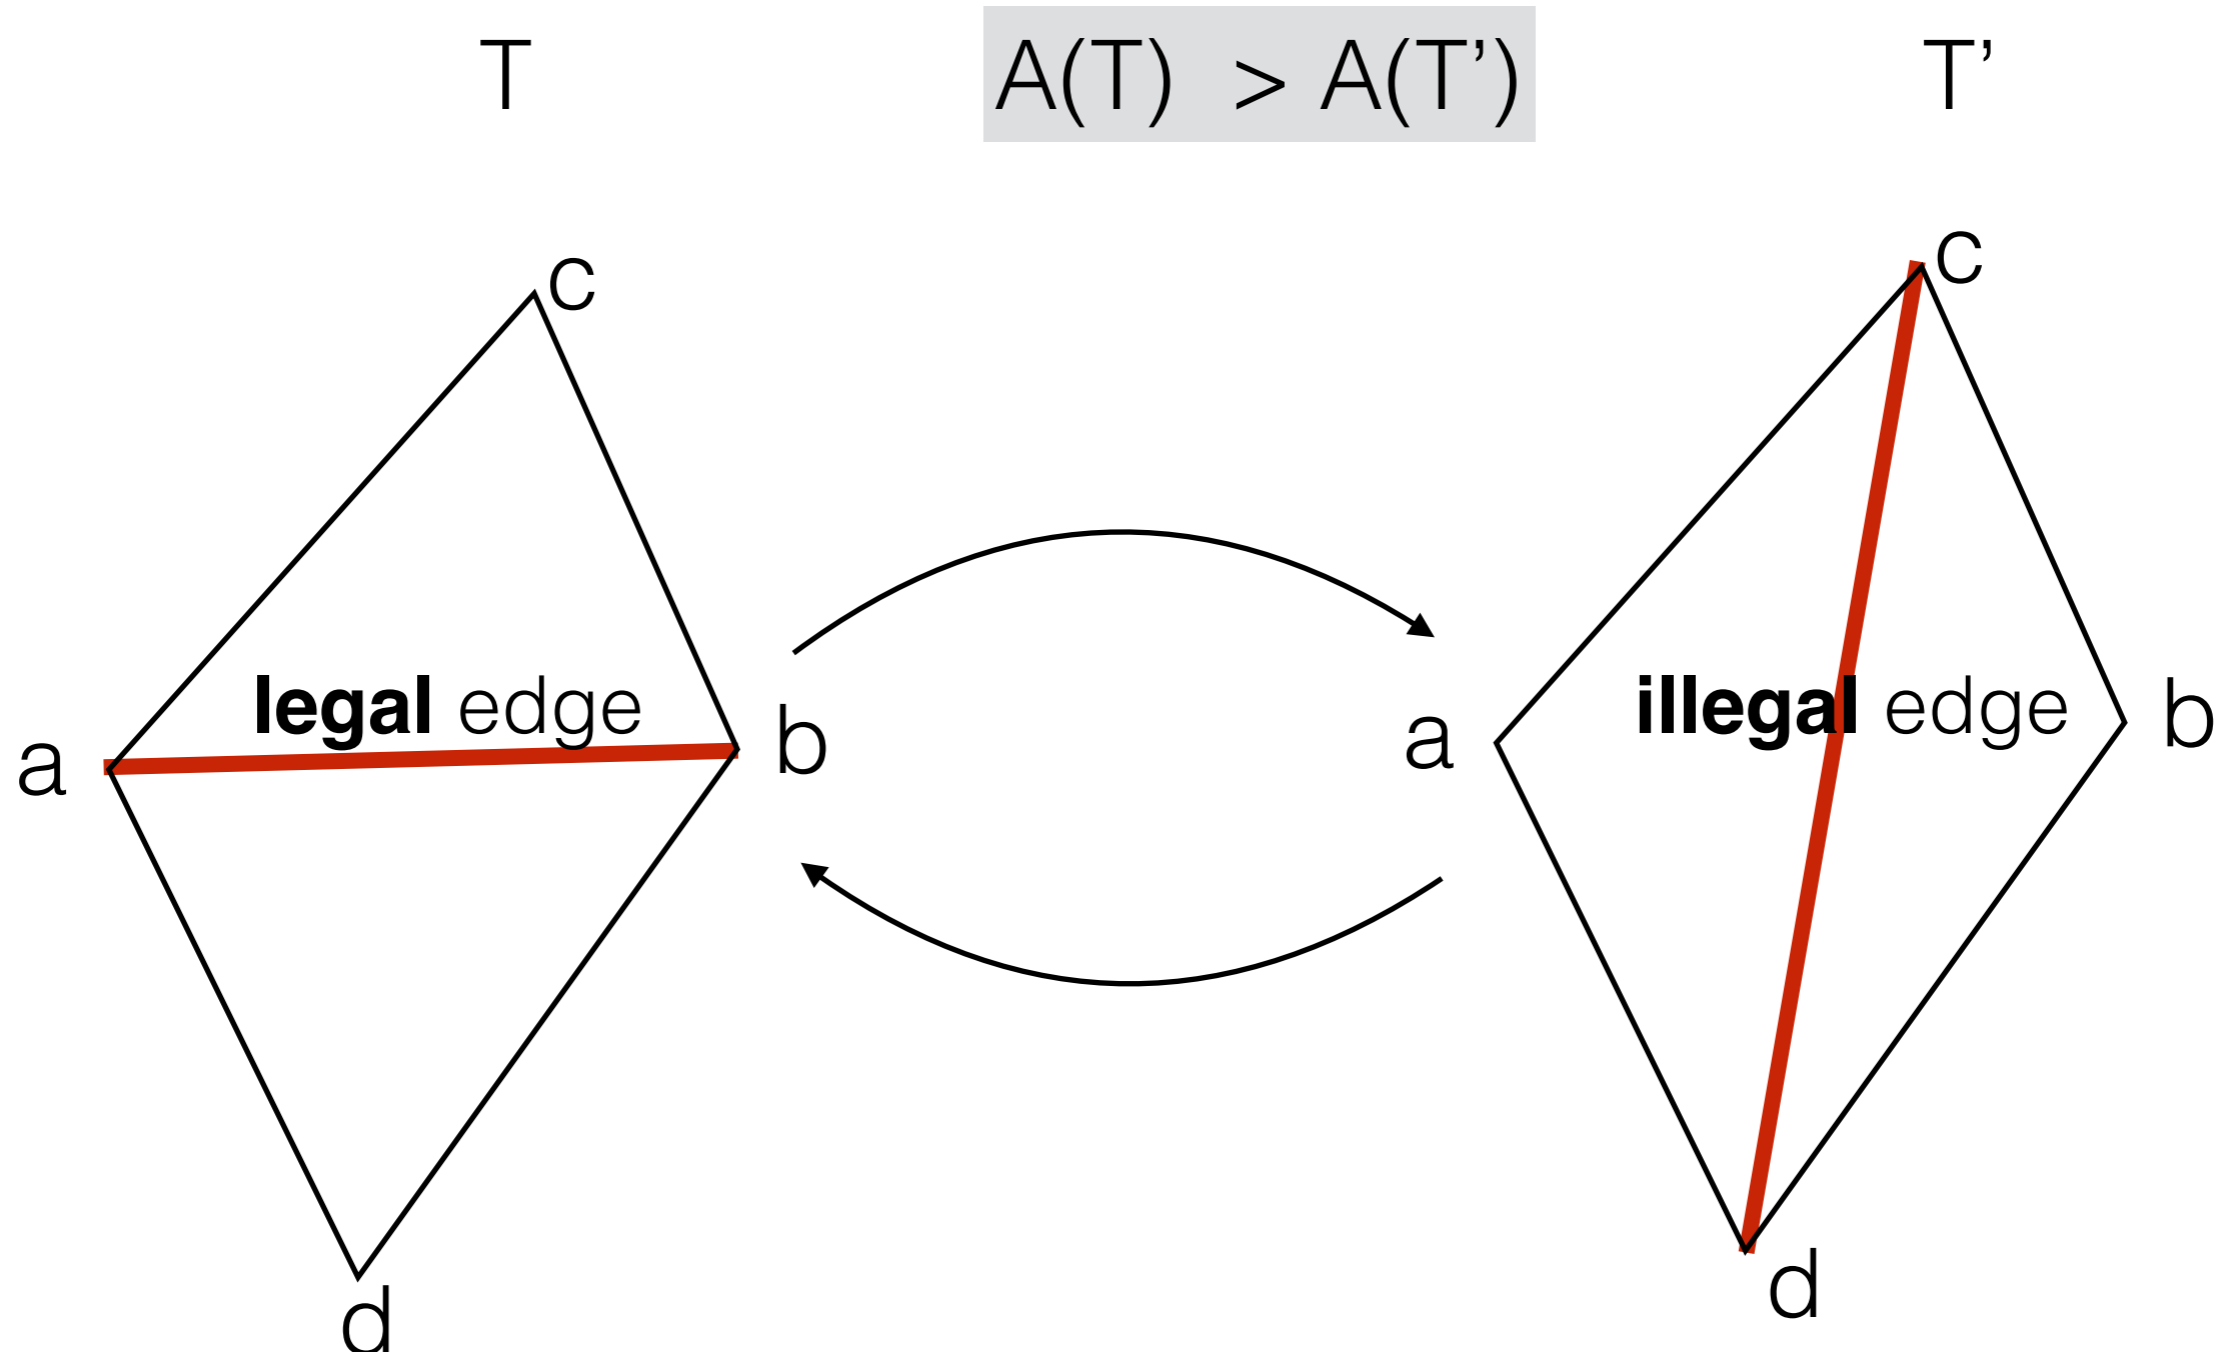 T A(T) > A(T’) T’
c c
legal edge illegal edge
a b a b
d d